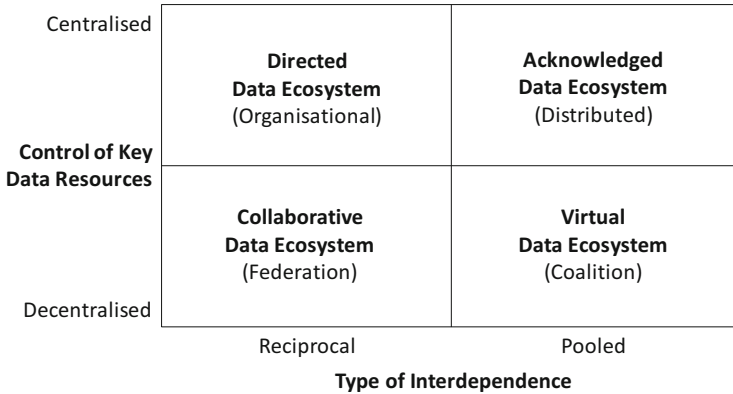 Centralised
Directed
Data Ecosystem
(Organisational)
Acknowledged
Data Ecosystem
(Distributed)
Control of Key
Data Resources
Collaborative
Data Ecosystem
(Federation)
Virtual
Data Ecosystem
(Coalition)
Decentralised
Reciprocal
Pooled
Type of Interdependence